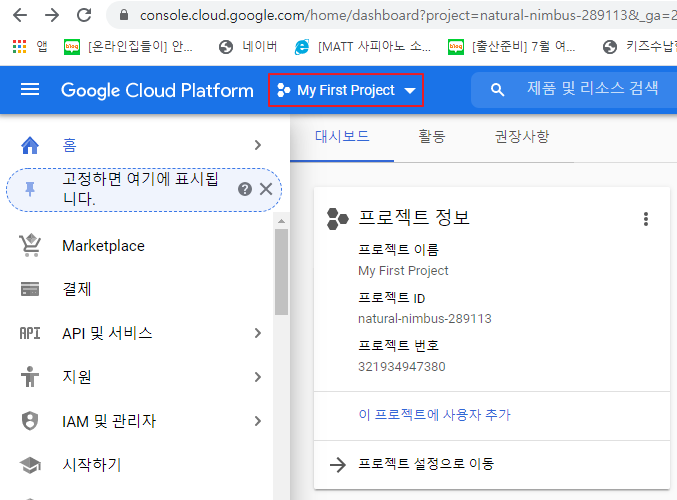 console.cloud.google.com/home/dashboard?project=natural-nimbus-289113&_ga=2
앱 [온라인집들이] 안... 네이버 [MATT 사피아노 소... [출산준비] 7월 여... 키즈수납
Google Cloud Platform My First Project 제품 및 리소스 검색
홈
고정하면 여기에 표시됩
니다.
Marketplace
결제
API 및 서비스
지원
IAM 및 관리자
시작하기
대시보드 활동 권장사항
프로젝트 정보
프로젝트 이름
My First Project
프로젝트 ID
natural-nimbus-289113
프로젝트 번호
321934947380
이 프로젝트에 사용자 추가
프로젝트 설정으로 이동